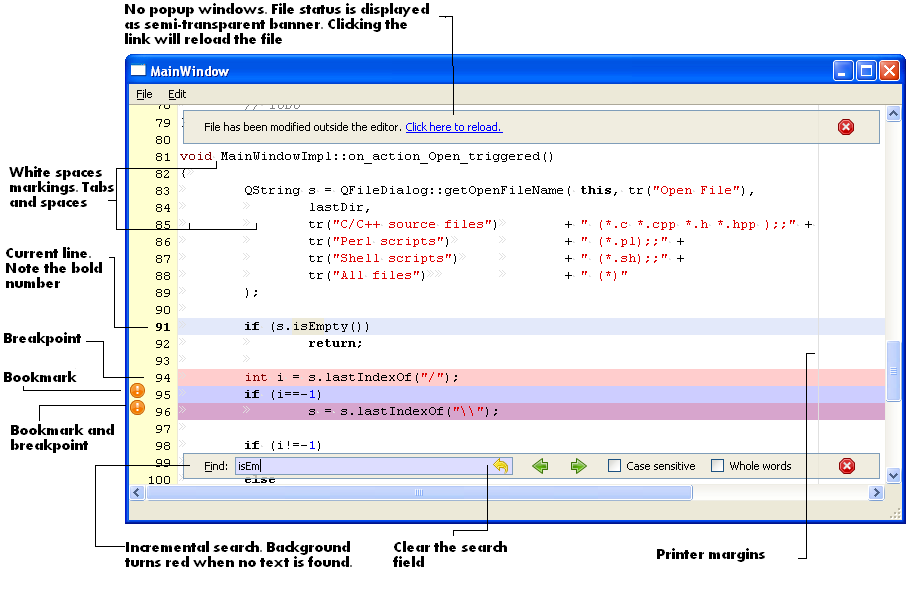 No popup windows. File status is displayed
as semi-transparent banner. Clicking the
link will reload the file
MainWindow
File Edit
78 // TODO
79
File has been modified outside the editor. Click here to reload.
80
81 void MainWindowImpl::on_action_Open_triggered()
82 {
83 QString s = QFileDialog::getOpenFileName( this, tr("Open File"),
84 lastDir,
85 tr("C/C++ source files") + " (*.c *.cpp *.h *.hpp );;" +
86 tr("Perl scripts") + " (*.pl);;" +
87 tr("Shell scripts") + " (*.sh);;" +
88 tr("All files") + " (*)"
89 );
90
91 if (s.isEmpty())
92 return;
93
94 int i = s.lastIndexOf("/");
95 if (i==-1)
96 s = s.lastIndexOf("\\");
97
98 if (i!=-1)
99
Find: isEm Case sensitive Whole words
100 else
White spaces
markings. Tabs
and spaces
Current line.
Note the bold
number
Breakpoint
Bookmark
Bookmark and
breakpoint
Incremental search. Background
turns red when no text is found.
Clear the search
field
Printer margins